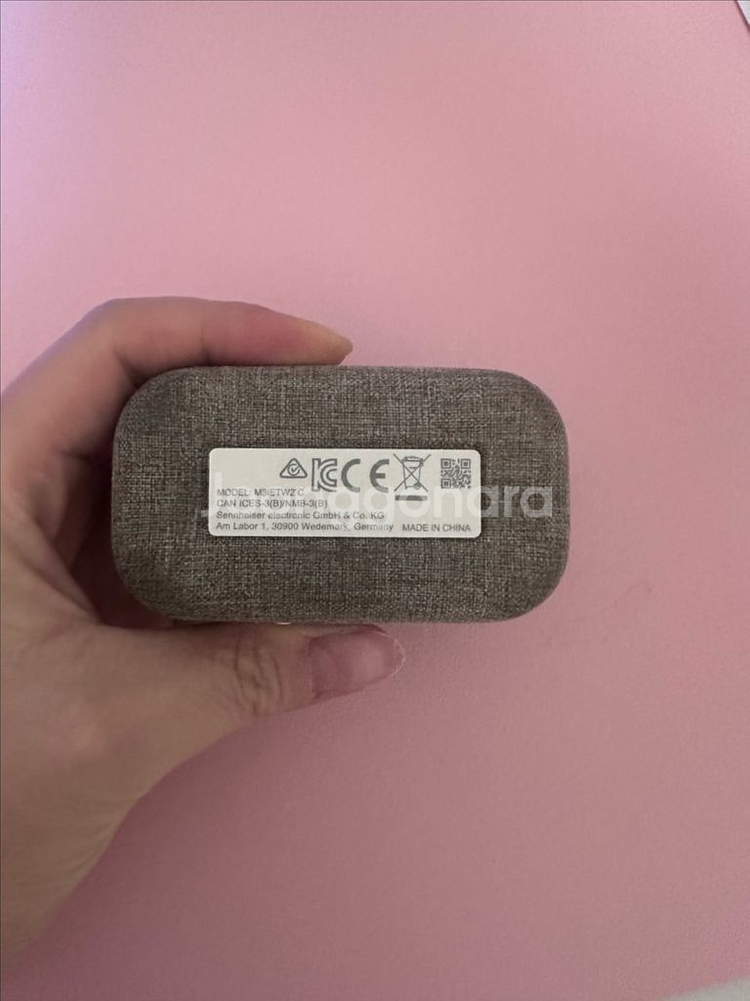 MODEL: M3IETW2 C
CAN ICES-3(B)/NMB-3(B)
Sennheiser electronic GmbH & Co. KG
Am Labor 1, 30900 Wedemark, Germany MADE IN CHINA
Joonggonara